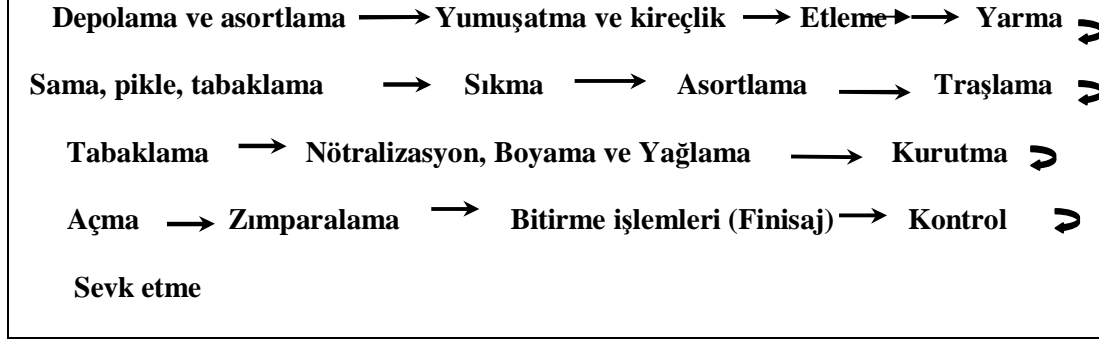 Depolama ve asortlama Yumuşatma ve kireçlik Etleme Yarma
Sama, pikle, tabaklama Sıkma Asortlama Traşlama
Tabaklama Nötralizasyon, Boyama ve Yağlama Kurutma
Açma Zımparalama Bitirme işlemleri (Finisaj) Kontrol
Sevk etme